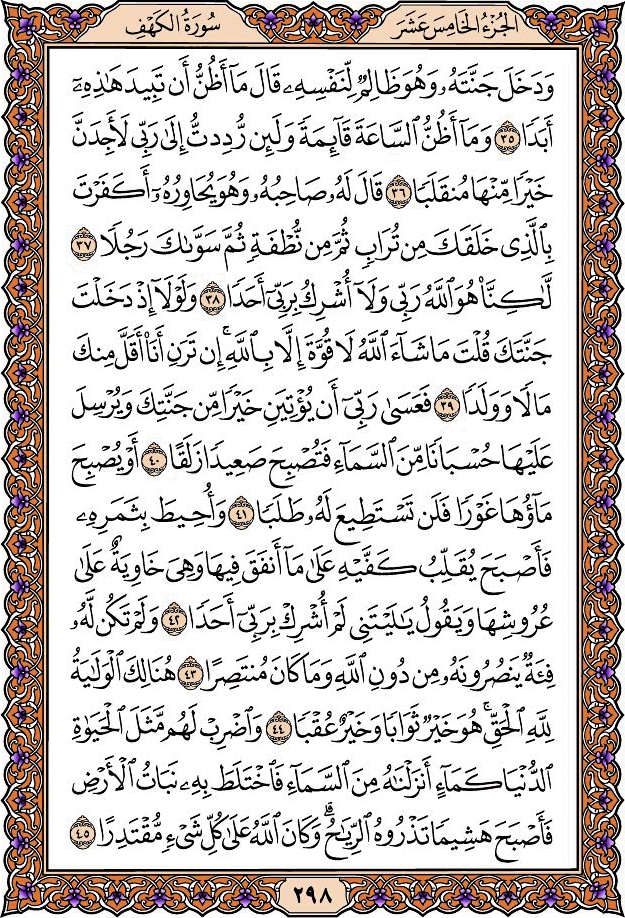 الجُزْءُ الخَامِسَ عَشَرَ
سُورَةُ الكَهْفِ
وَدَخَلَ جَنَّتَهُۥ وَهُوَ ظَالِمٌ لِّنَفْسِهِۦ قَالَ مَآ أَظُنُّ أَن تَبِيدَ هَٰذِهِۦٓ
أَبَدًا ٣٥ وَمَآ أَظُنُّ ٱلسَّاعَةَ قَآئِمَةً وَلَئِن رُّدِدتُّ إِلَىٰ رَبِّى لَأَجِدَنَّ
خَيْرًا مِّنْهَا مُنقَلَبًا ٣٦ قَالَ لَهُۥ صَاحِبُهُۥ وَهُوَ يُحَاوِرُهُۥٓ أَكَفَرْتَ
بِٱلَّذِى خَلَقَكَ مِن تُرَابٍ ثُمَّ مِن نُّطْفَةٍ ثُمَّ سَوَّىٰكَ رَجُلًا ٣٧
لَّٰكِنَّا۠ هُوَ ٱللَّهُ رَبِّى وَلَآ أُشْرِكُ بِرَبِّىٓ أَحَدًا ٣٨ وَلَوْلَآ إِذْ دَخَلْتَ
جَنَّتَكَ قُلْتَ مَا شَآءَ ٱللَّهُ لَا قُوَّةَ إِلَّا بِٱللَّهِ ۚ إِن تَرَنِ أَنَا۠ أَقَلَّ مِنكَ
مَالًا وَوَلَدًا ٣٩ فَعَسَىٰ رَبِّىٓ أَن يُؤْتِيَنِ خَيْرًا مِّن جَنَّتِكَ وَيُرْسِلَ
عَلَيْهَا حُسْبَانًا مِّنَ ٱلسَّمَآءِ فَتُصْبِحَ صَعِيدًا زَلَقًا ٤٠ أَوْ يُصْبِحَ
مَآؤُهَا غَوْرًا فَلَن تَسْتَطِيعَ لَهُۥ طَلَبًا ٤١ وَأُحِيطَ بِثَمَرِهِۦ
فَأَصْبَحَ يُقَلِّبُ كَفَّيْهِ عَلَىٰ مَآ أَنفَقَ فِيهَا وَهِىَ خَاوِيَةٌ عَلَىٰ
عُرُوشِهَا وَيَقُولُ يَٰلَيْتَنِى لَمْ أُشْرِكْ بِرَبِّىٓ أَحَدًا ٤٢ وَلَمْ تَكُن لَّهُۥ
فِئَةٌ يَنصُرُونَهُۥ مِن دُونِ ٱللَّهِ وَمَا كَانَ مُنتَصِرًا ٤٣ هُنَالِكَ ٱلْوَلَٰيَةُ
لِلَّهِ ٱلْحَقِّ ۚ هُوَ خَيْرٌ ثَوَابًا وَخَيْرٌ عُقْبًا ٤٤ وَٱضْرِبْ لَهُم مَّثَلَ ٱلْحَيَوٰةِ
ٱلدُّنْيَا كَمَآءٍ أَنزَلْنَٰهُ مِنَ ٱلسَّمَآءِ فَٱخْتَلَطَ بِهِۦ نَبَاتُ ٱلْأَرْضِ
فَأَصْبَحَ هَشِيمًا تَذْرُوهُ ٱلرِّيَٰحُ ۗ وَكَانَ ٱللَّهُ عَلَىٰ كُلِّ شَىْءٍ مُّقْتَدِرًا ٤٥
٢٩٨